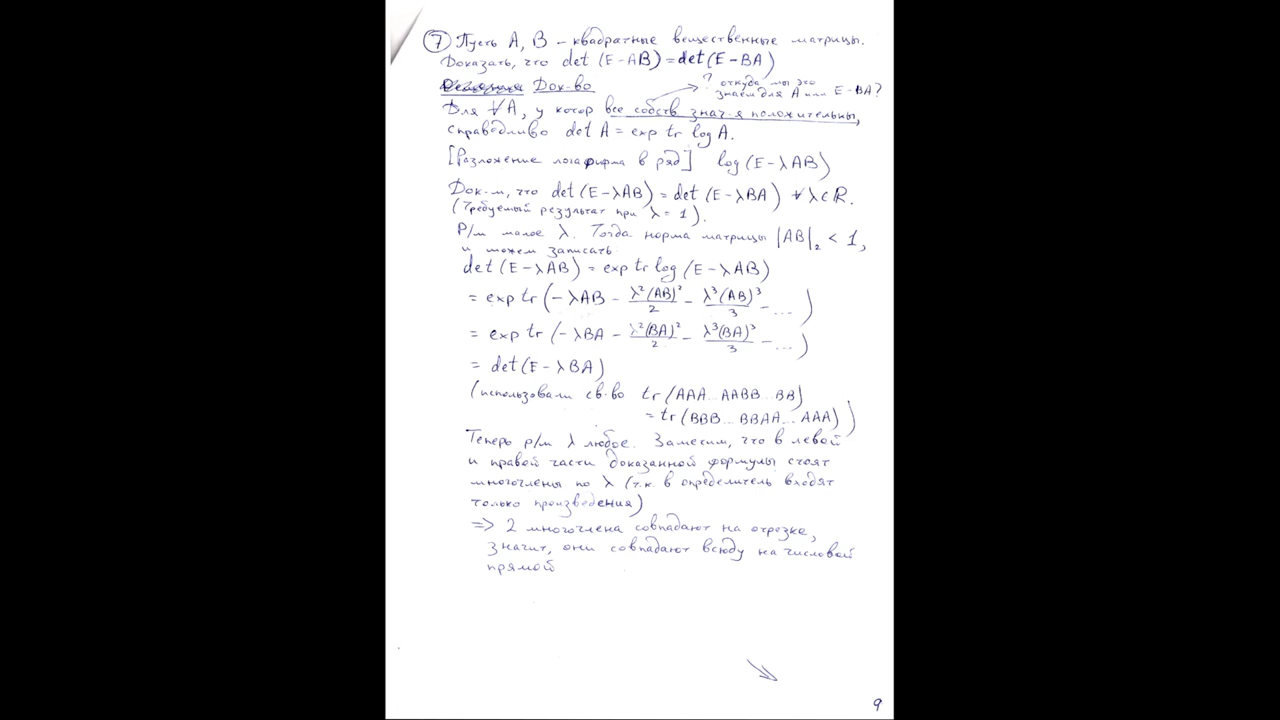 7 Пусть A, B – квадратные вещественные матрицы.
Доказать, что det(E-AB)=det(E-BA)
Док-во
? откуда мы это
знаем для A или E-BA?
Для ∀A, у котор все собств знач-я положительны,
справедливо det A = exp tr log A.
[Разложение логарифма в ряд] log(E-λAB)
Док-м, что det(E-λAB) = det(E-λBA) ∀λ∈R.
(Требуемый результат при λ=1).
Р/м малое λ. Тогда норма матрицы |AB|₂ < 1,
и можем записать
det(E-λAB) = exp tr log(E-λAB)
= exp tr (-λAB - λ²(AB)²/2 - λ³(AB)³/3 - ...)
= exp tr (-λBA - λ²(BA)²/2 - λ³(BA)³/3 - ...)
= det(E-λBA)
(использовали св-во tr(AAA...AABB...BB)
= tr(BBB...BBAA...AAA))
Теперь р/м λ любое. Заметим, что в левой
и правой части доказанной формулы стоят
многочлены по λ (т.к. в определитель входят
только произведения)
=> 2 многочлена совпадают на отрезке,
значит, они совпадают всюду на числовой
прямой
9